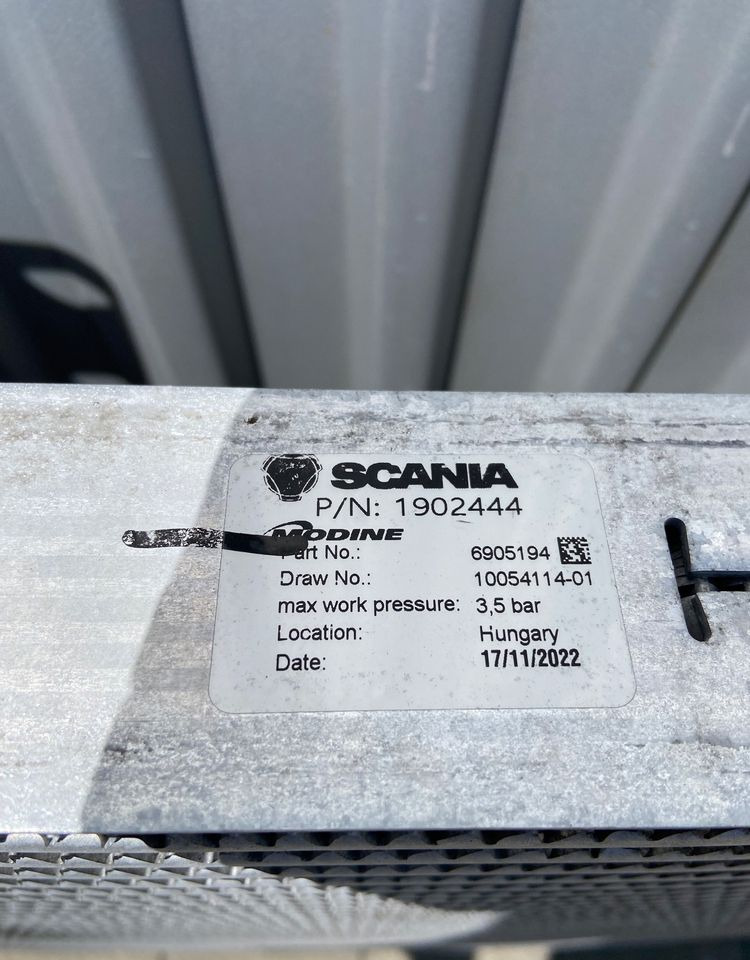 SCANIA
P/N: 1902444
MODINE
Part No.: 6905194
Draw No.: 10054114-01
max work pressure: 3,5 bar
Location: Hungary
Date: 17/11/2022